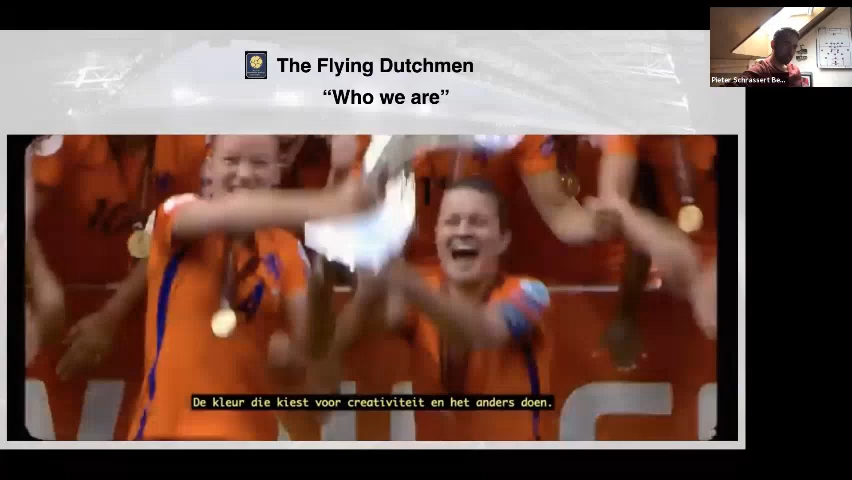 The Flying Dutchmen
“Who we are”
Pieter Schrassert Be...
De kleur die kiest voor creativiteit en het anders doen.